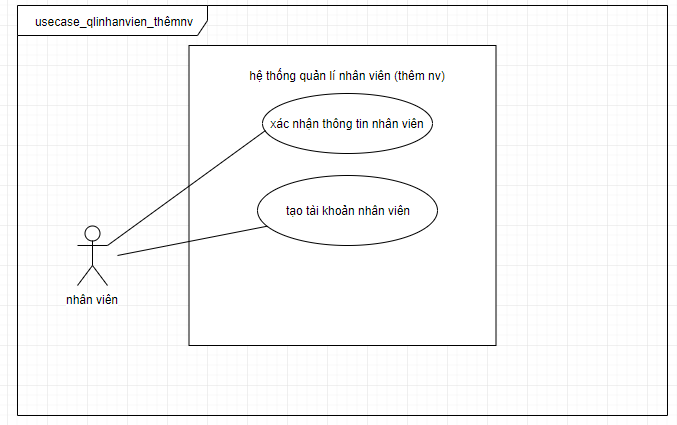 usecase_qlinhanvien_thêmnv
hệ thống quản lí nhân viên (thêm nv)
xác nhận thông tin nhân viên
tạo tài khoản nhân viên
nhân viên